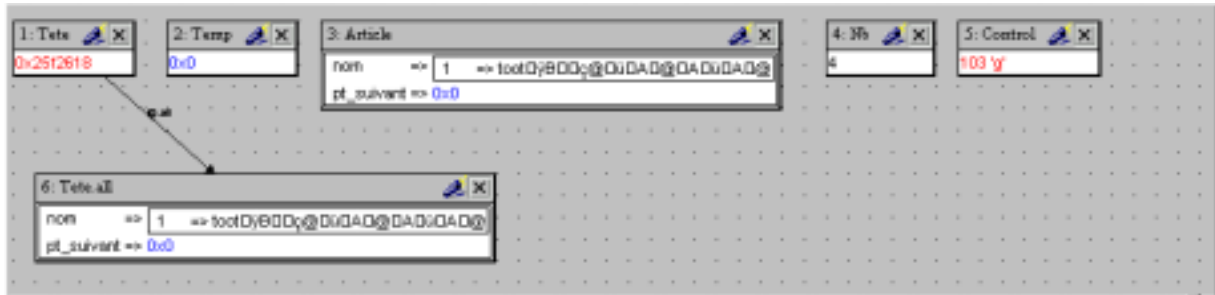 1: Tete
2: Temp
3: Article
4: Nb
5: Control
0x25f2618
0x0
nom => 1 => toot
pt_suivant => 0x0
4
103 'g'
6: Tete.all
nom => 1 => toot
pt_suivant => 0x0